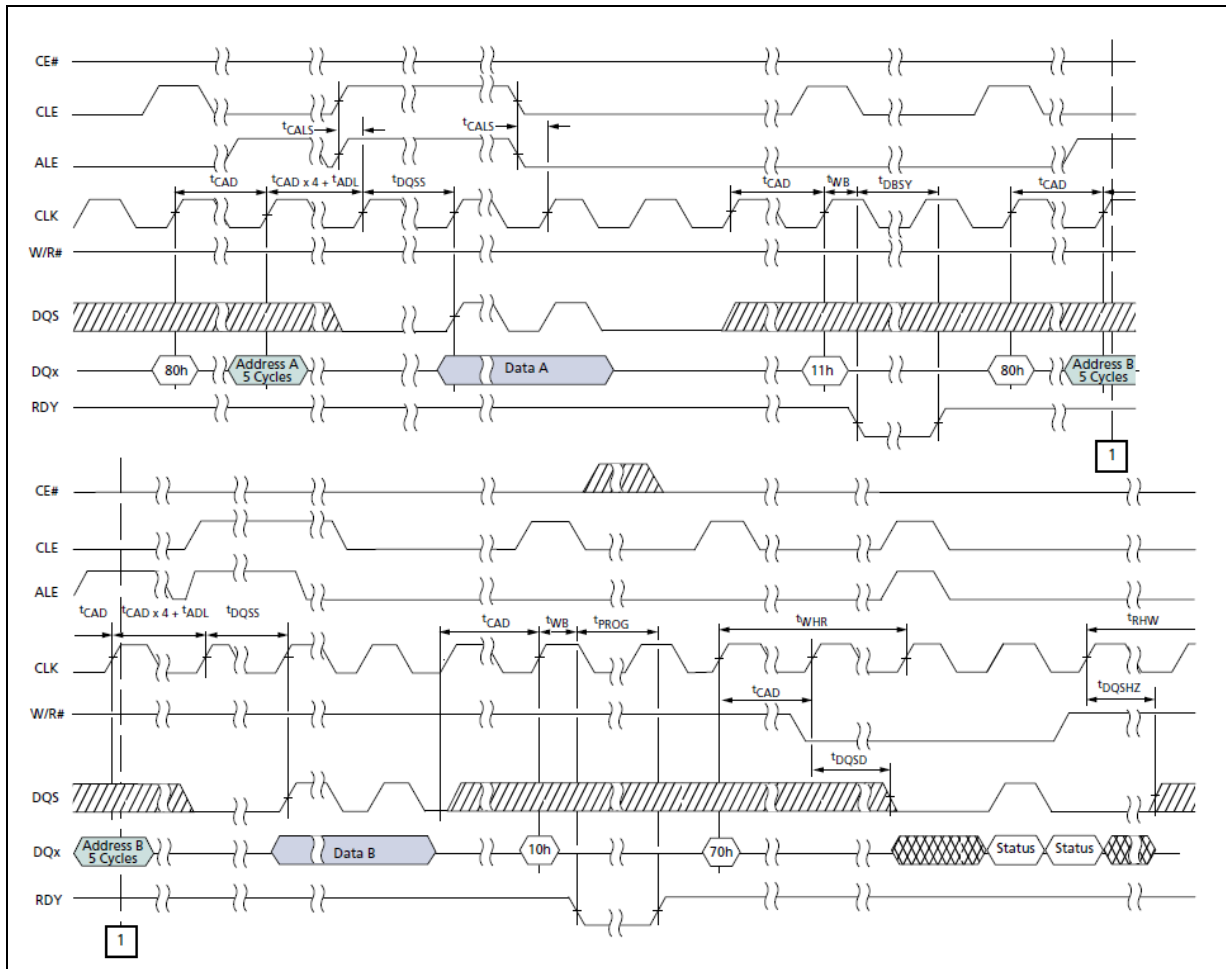 CE#
CLE
tCALS
tCALS
ALE
tCAD
tCAD x 4 + tADL
tDQSS
tCAD
tWB
tDBSY
tCAD
CLK
W/R#
DQS
DQx
80h
Address A
5 Cycles
Data A
11h
80h
Address B
5 Cycles
RDY
1
CE#
CLE
ALE
tCAD
tCAD x 4 + tADL
tDQSS
tCAD
tWB
tPROG
tWHR
tRHW
CLK
tCAD
tDQSHZ
W/R#
tDQSD
DQS
DQx
Address B
5 Cycles
Data B
10h
70h
Status
Status
RDY
1